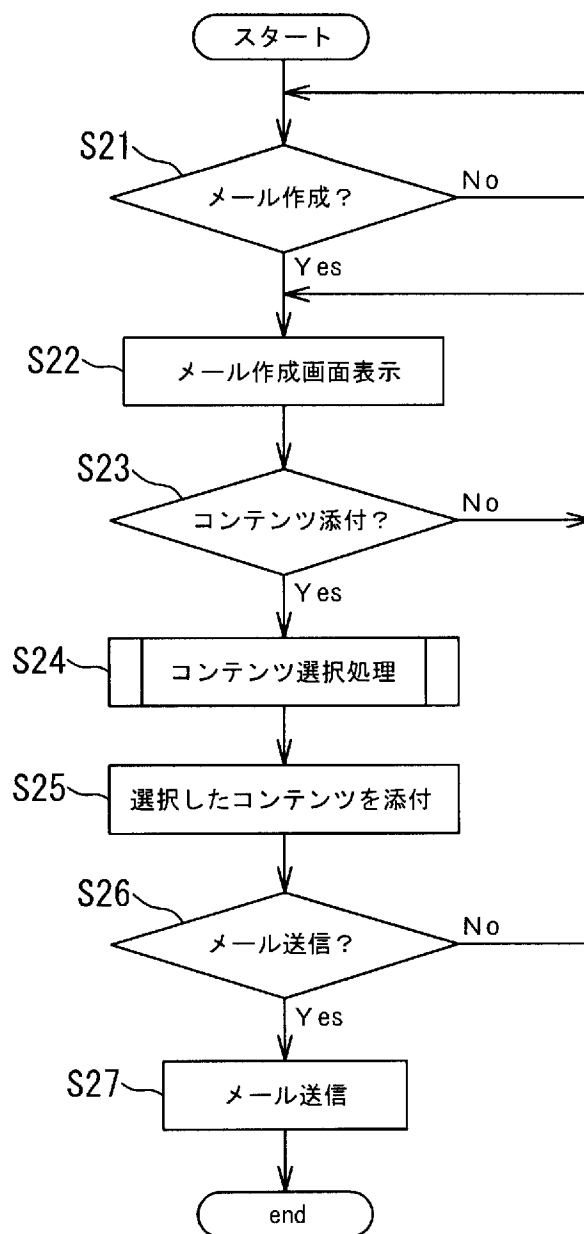 スタート
S21
メール作成？
No
Yes
S22
メール作成画面表示
S23
コンテンツ添付？
No
Yes
S24
コンテンツ選択処理
S25
選択したコンテンツを添付
S26
メール送信？
No
Yes
S27
メール送信
end